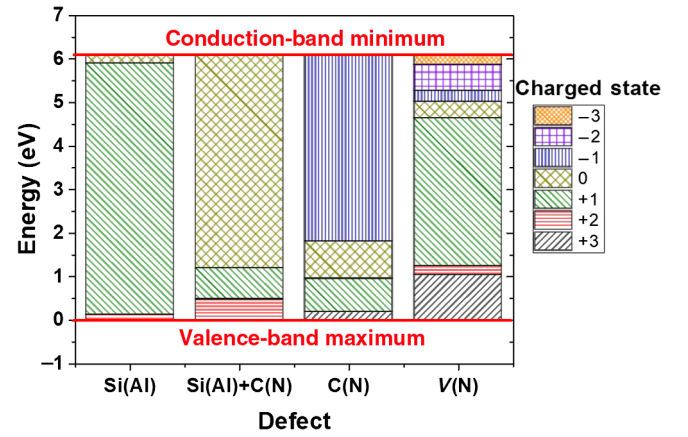 7
6
5
4
3
2
1
0
–1
Energy (eV)
Conduction-band minimum
Valence-band maximum
Si(Al)
Si(Al)+C(N)
C(N)
V(N)
Defect
Charged state
–3
–2
–1
0
+1
+2
+3